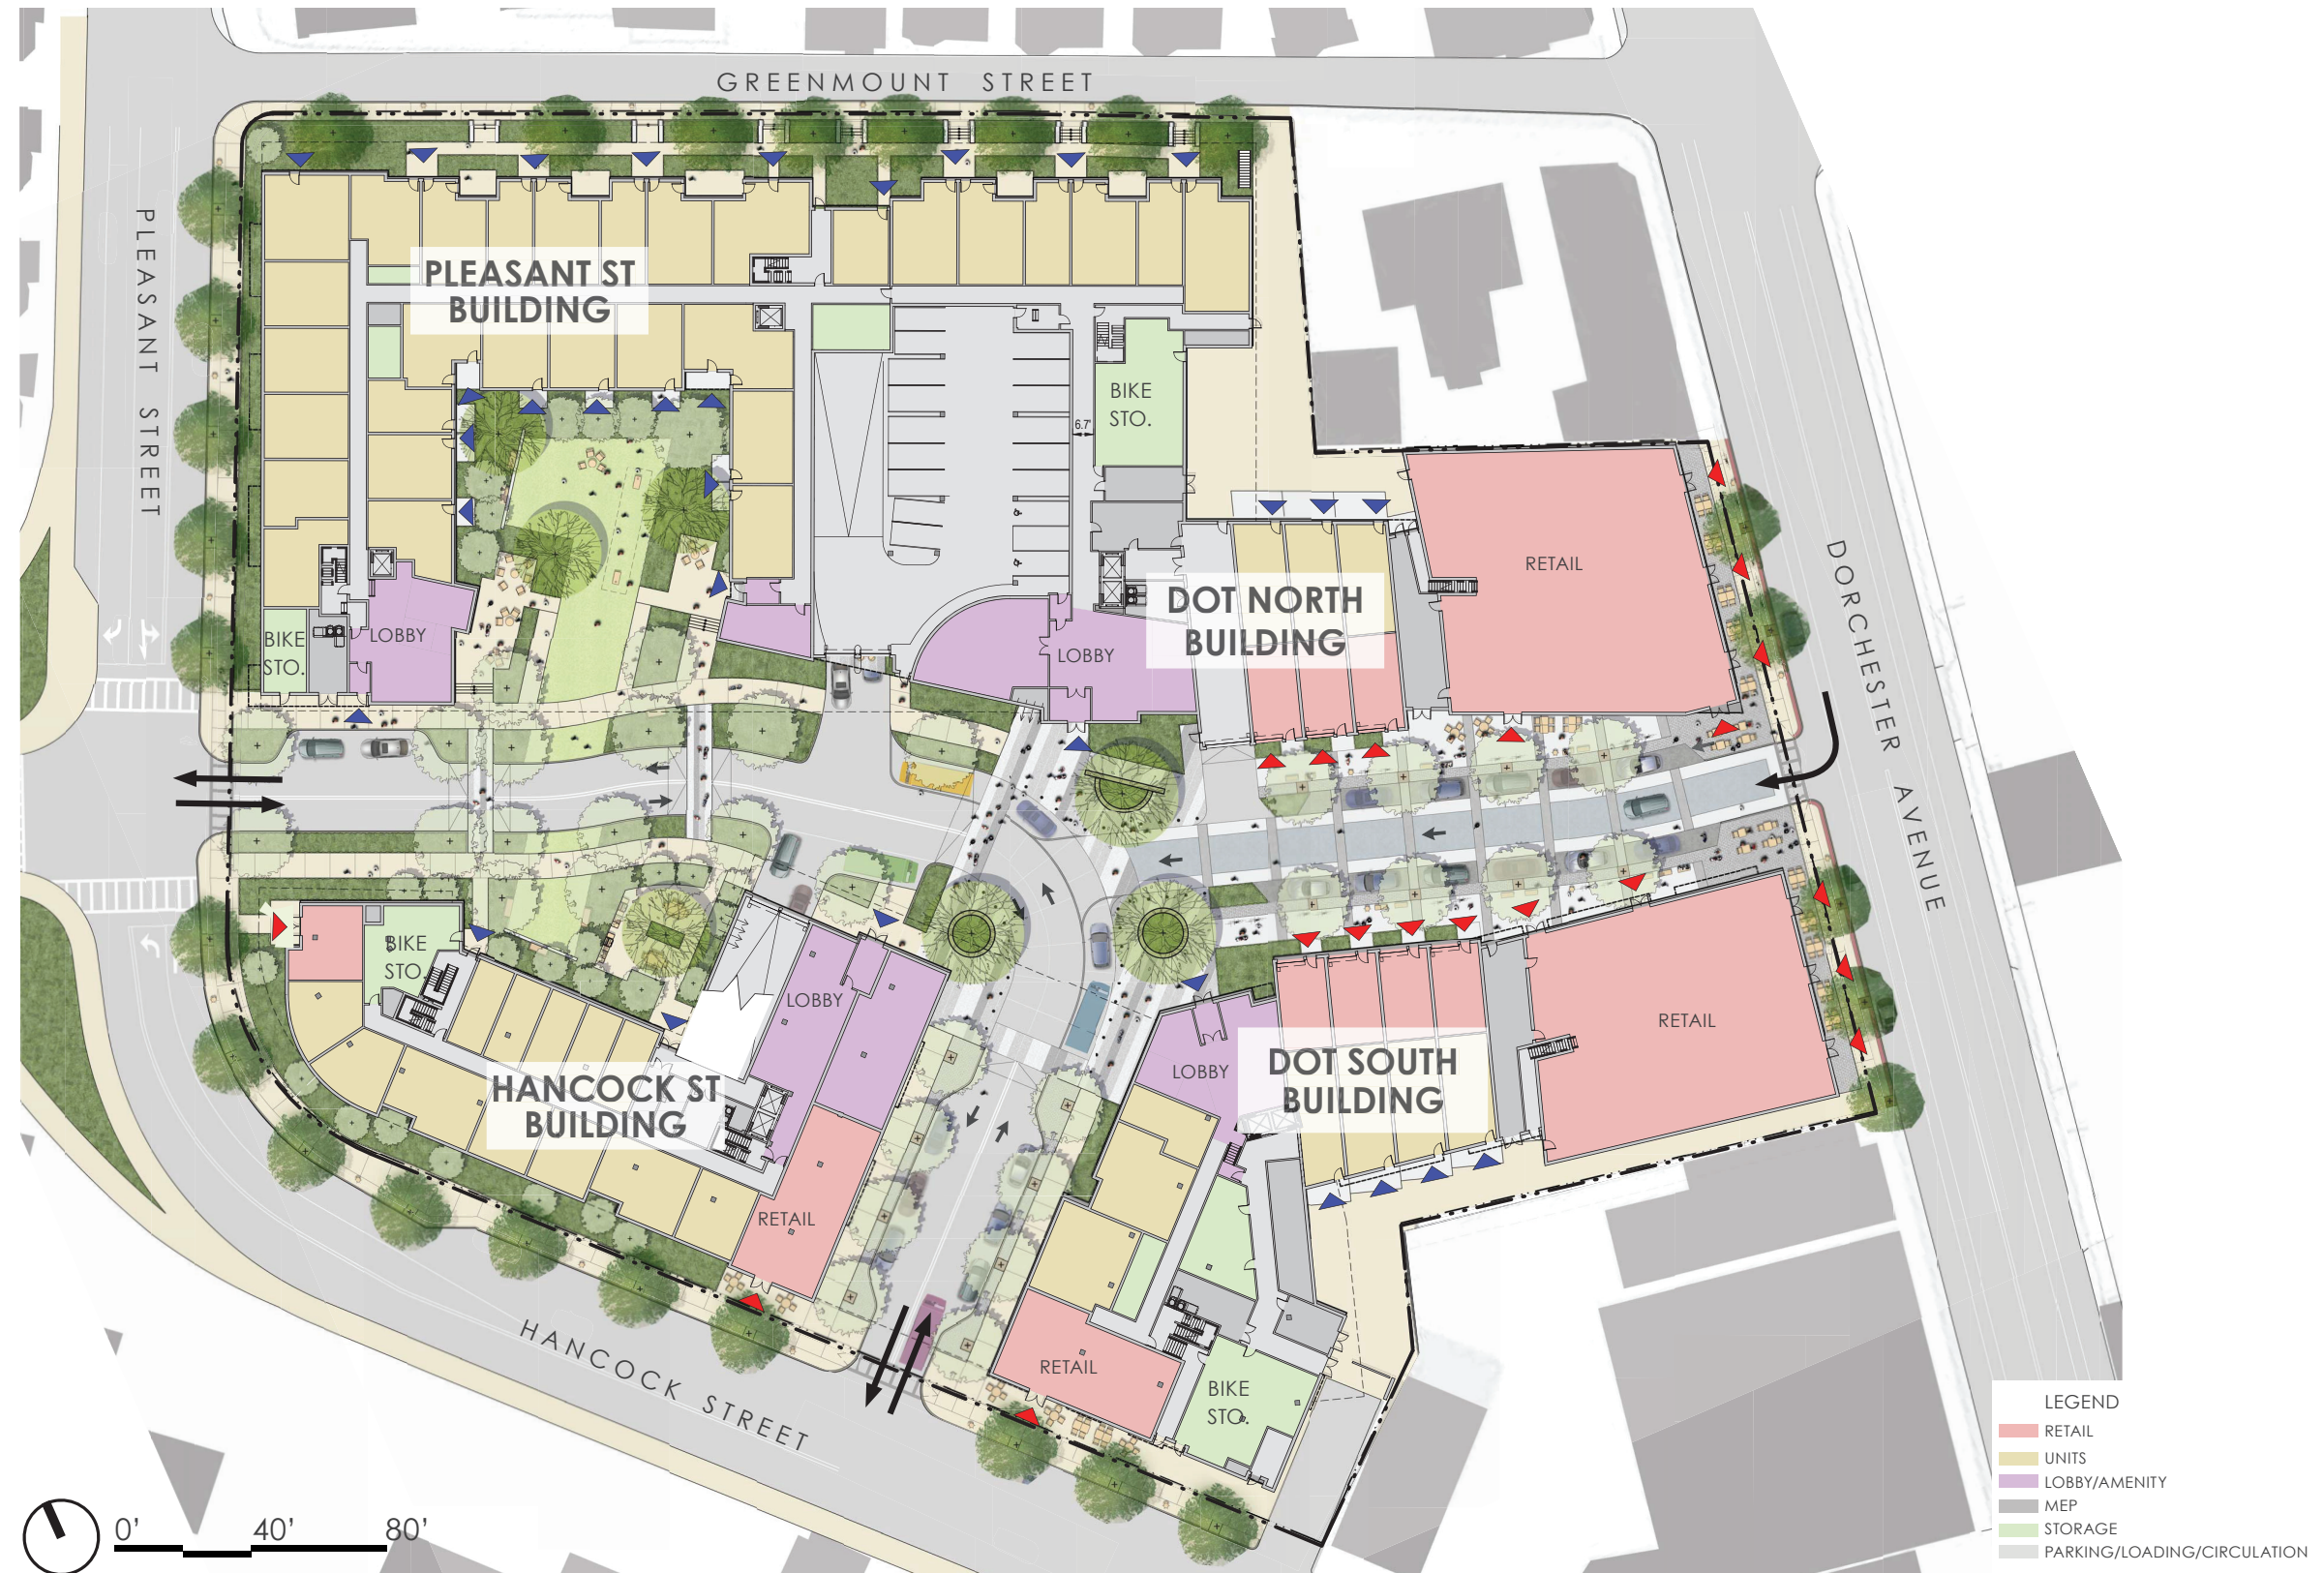 GREENMOUNT STREET
PLEASANT STREET
PLEASANT ST
BUILDING
BIKE
STO.
6.7'
RETAIL
DORCHESTER AVENUE
DOT NORTH
BUILDING
BIKE
STO.
LOBBY
LOBBY
BIKE
STO.
LOBBY
RETAIL
LOBBY
DOT SOUTH
BUILDING
HANCOCK ST
BUILDING
RETAIL
RETAIL
BIKE
STO.
HANCOCK STREET
0' 40' 80'
LEGEND
RETAIL
UNITS
LOBBY/AMENITY
MEP
STORAGE
PARKING/LOADING/CIRCULATION